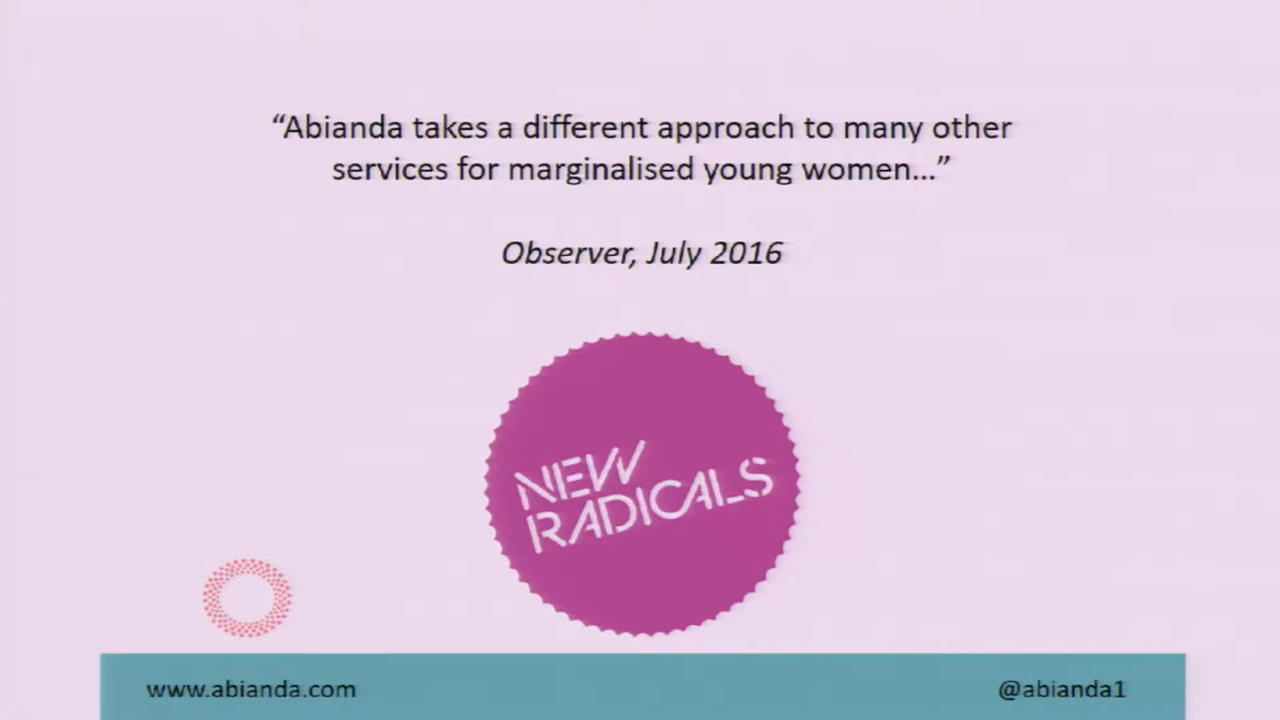 “Abianda takes a different approach to many other
services for marginalised young women...”
Observer, July 2016
NEW
RADICALS
www.abianda.com
@abianda1